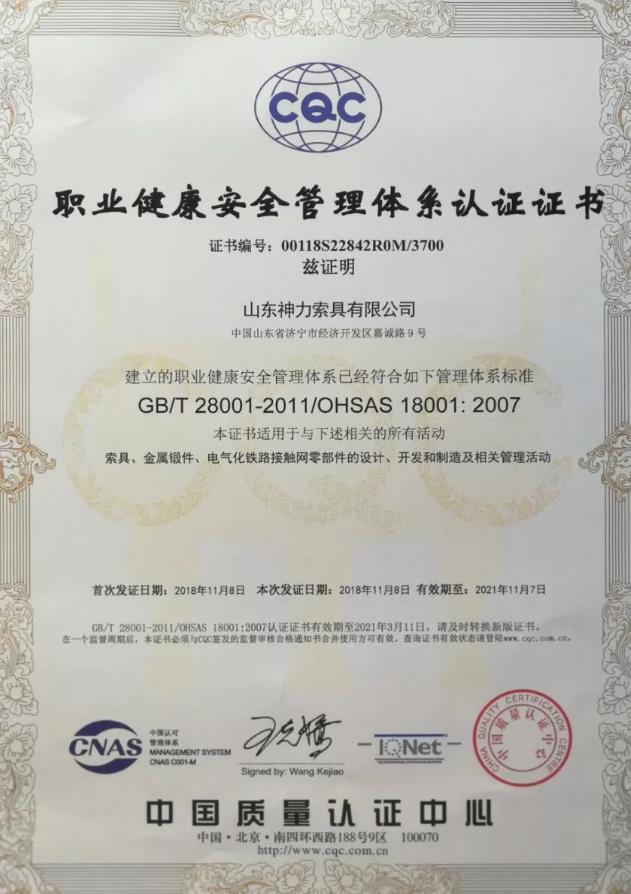 CQC
职业健康安全管理体系认证证书
证书编号：00118S22842R0M/3700
兹证明
山东神力索具有限公司
中国山东省济宁市经济开发区嘉诚路 9 号
建立的职业健康安全管理体系已经符合如下管理体系标准
GB/T 28001-2011/OHSAS 18001: 2007
本证书适用于与下述相关的所有活动
索具、金属锻件、电气化铁路接触网零部件的设计、开发和制造及相关管理活动
首次发证日期：2018年11月8日 本次发证日期：2018年11月8日 有效期至：2021年11月7日
GB/T 28001-2011/OHSAS 18001:2007认证证书有效期至2021年3月11日，请及时转换新版证书。
在一个监督周期后，本证书必须与CQC签发的监督审核合格通知书合并使用方可有效。查询证书有效状态请登陆www.cqc.com.cn。
CNAS
中国认可
管理体系
MANAGEMENT SYSTEM
CNAS C001-M
Signed by: Wang Kejiao
IQNet
CHINA QUALITY CERTIFICATION CENTRE
中国质量认证中心
中国质量认证中心
中国·北京·南四环西路188号9区 100070
http://www.cqc.com.cn